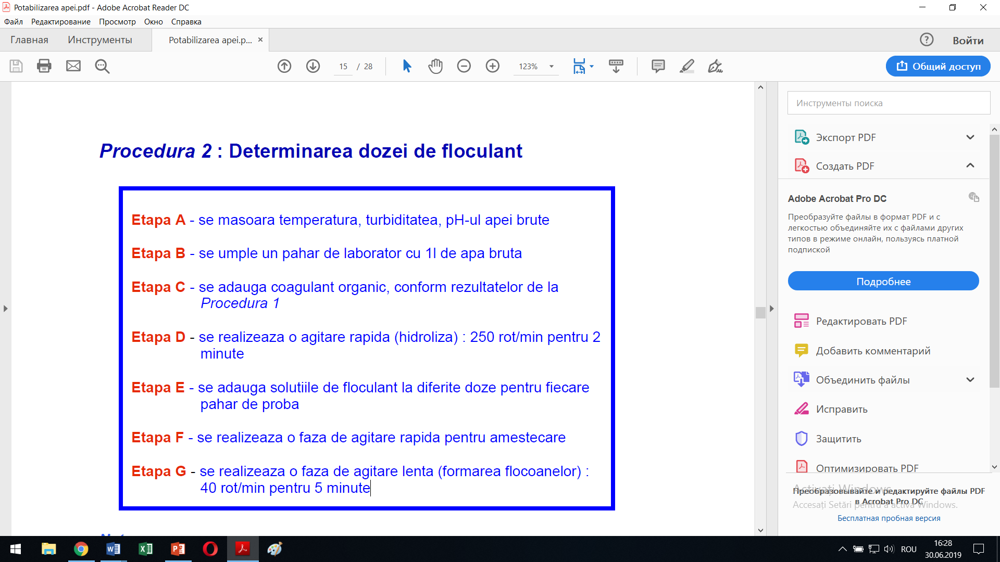 Potabilizarea apei.pdf - Adobe Acrobat Reader DC
Файл Редактирование Просмотр Окно Справка
Главная Инструменты Potabilizarea apei.p... × ? Войти
15 / 28 123% Общий доступ
Procedura 2 : Determinarea dozei de floculant
Etapa A - se masoara temperatura, turbiditatea, pH-ul apei brute
Etapa B - se umple un pahar de laborator cu 1l de apa bruta
Etapa C - se adauga coagulant organic, conform rezultatelor de la
Procedura 1
Etapa D - se realizeaza o agitare rapida (hidroliza) : 250 rot/min pentru 2
minute
Etapa E - se adauga solutiile de floculant la diferite doze pentru fiecare
pahar de proba
Etapa F - se realizeaza o faza de agitare rapida pentru amestecare
Etapa G - se realizeaza o faza de agitare lenta (formarea flocoanelor) :
40 rot/min pentru 5 minute
Инструменты поиска
Экспорт PDF
Создать PDF
Adobe Acrobat Pro DC
Преобразуйте файлы в формат PDF и с
легкостью объединяйте их с файлами других
типов в режиме онлайн, пользуясь платной
подпиской
Подробнее
Редактировать PDF
Добавить комментарий
Объединить файлы
Исправить
Защитить
Оптимизировать PDF
Activați Windows
Преобразовывайте и редактируйте файлы PDF
в Acrobat Pro DC
Accesați Setări pentru a activa Windows.
Бесплатная пробная версия
ROU
16:28
30.06.2019